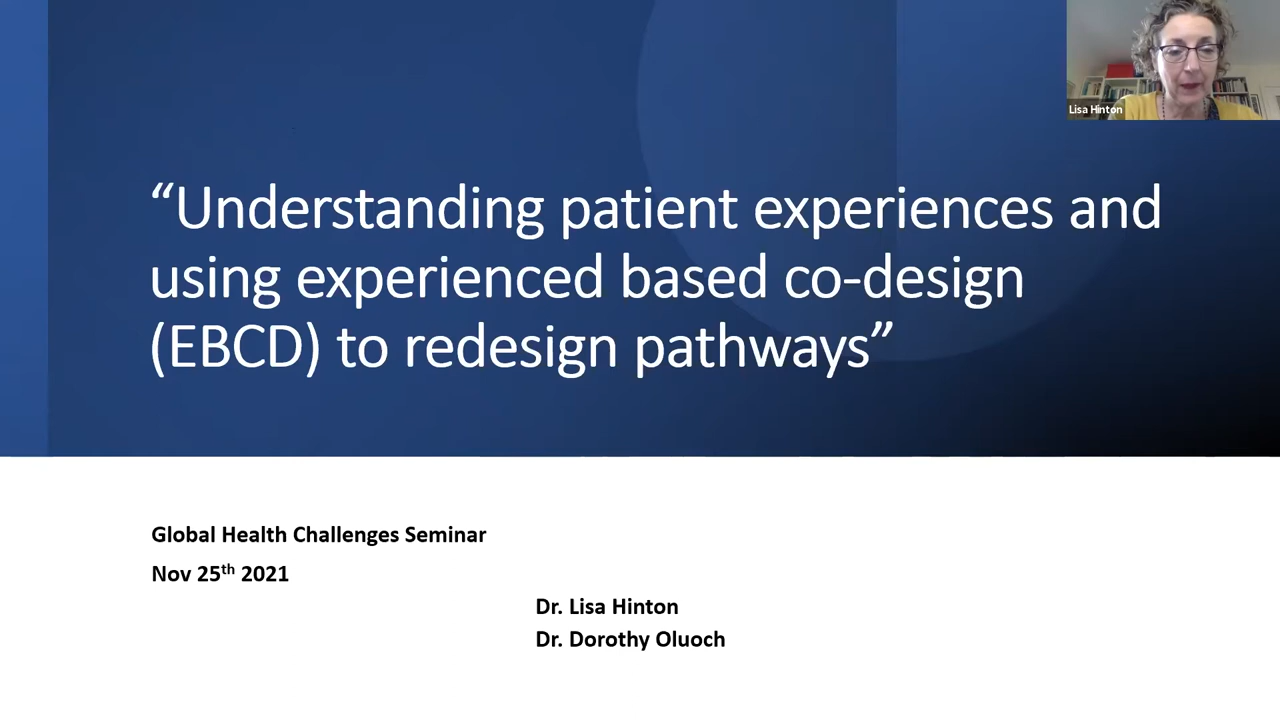 Lisa Hinton
“Understanding patient experiences and
using experienced based co-design
(EBCD) to redesign pathways”
Global Health Challenges Seminar
Nov 25th 2021
Dr. Lisa Hinton
Dr. Dorothy Oluoch